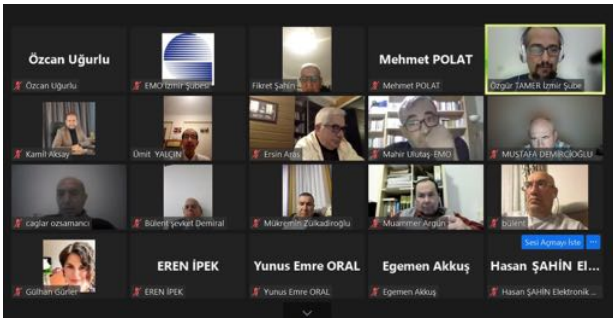 Özcan Uğurlu
Özcan Uğurlu
EMO İzmir Şubesi
Fikret Şahin
Mehmet POLAT
Mehmet POLAT
Özgür TAMER İzmir Şube
Kamil Aksay
Ümit YALÇIN
Ersin Aras
Mahir Ulutaş-EMO
MUSTAFA DEMİRCİOĞLU
caglar ozsamancı
Bülent Şevket Demiral
Mükremin Zülkadiroğlu
Muammer Argun
bülent
Sesi Açmayı İste
Gülhan Gürler
EREN İPEK
EREN İPEK
Yunus Emre ORAL
Yunus Emre ORAL
Egemen Akkuş
Egemen Akkuş
Hasan ŞAHİN El...
Hasan ŞAHİN Elektronik ...